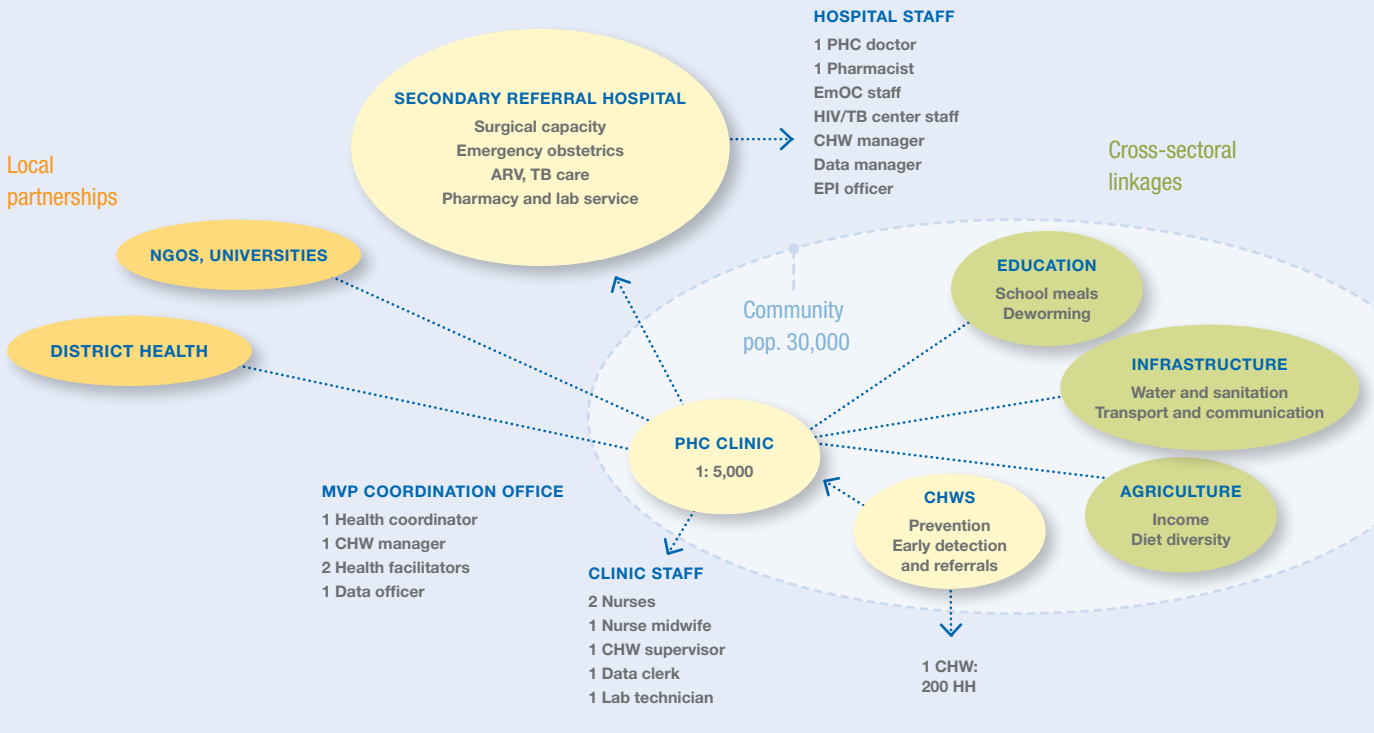 HOSPITAL STAFF
1 PHC doctor
1 Pharmacist
EmOC staff
HIV/TB center staff
CHW manager
Data manager
EPI officer
SECONDARY REFERRAL HOSPITAL
Surgical capacity
Emergency obstetrics
ARV, TB care
Pharmacy and lab service
Local
partnerships
Cross-sectoral
linkages
NGOS, UNIVERSITIES
DISTRICT HEALTH
Community
pop. 30,000
EDUCATION
School meals
Deworming
INFRASTRUCTURE
Water and sanitation
Transport and communication
PHC CLINIC
1: 5,000
AGRICULTURE
Income
Diet diversity
CHWS
Prevention
Early detection
and referrals
MVP COORDINATION OFFICE
1 Health coordinator
1 CHW manager
2 Health facilitators
1 Data officer
CLINIC STAFF
2 Nurses
1 Nurse midwife
1 CHW supervisor
1 Data clerk
1 Lab technician
1 CHW:
200 HH